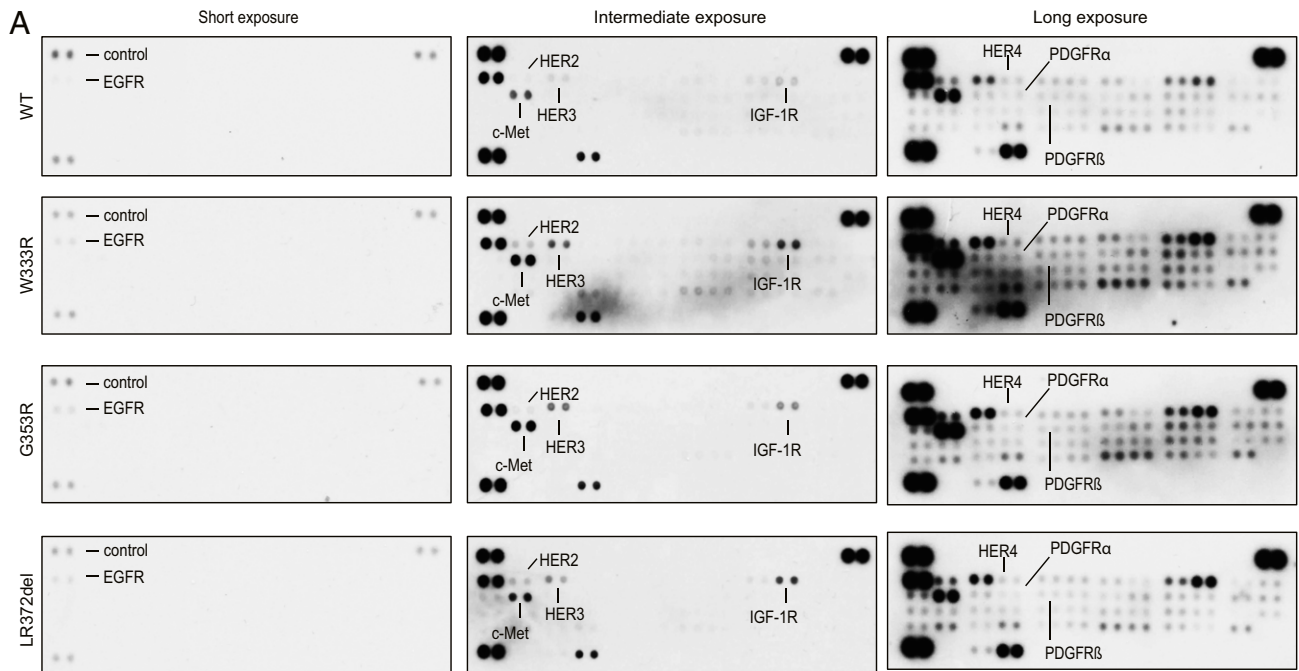 A
Short exposure
Intermediate exposure
Long exposure
WT
control
EGFR
HER2
c-Met
HER3
IGF-1R
HER4
PDGFRα
PDGFRß
W333R
control
EGFR
HER2
c-Met
HER3
IGF-1R
HER4
PDGFRα
PDGFRß
G353R
control
EGFR
HER2
c-Met
HER3
IGF-1R
HER4
PDGFRα
PDGFRß
LR372del
control
EGFR
HER2
c-Met
HER3
IGF-1R
HER4
PDGFRα
PDGFRß